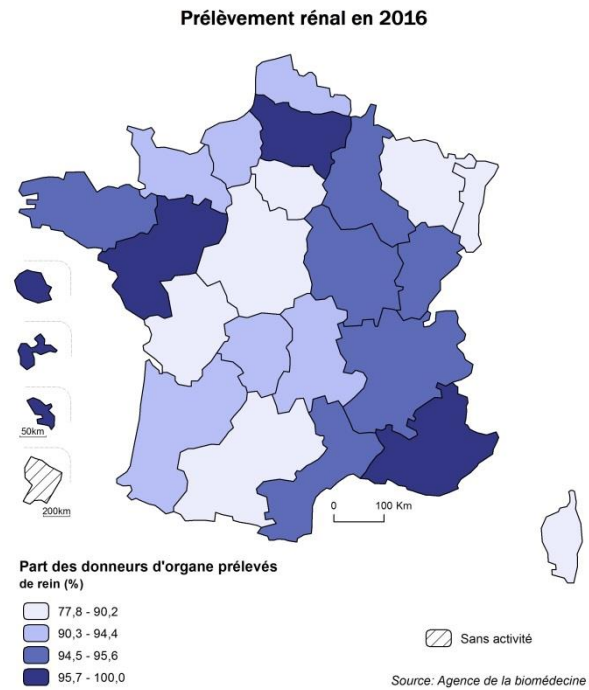 Prélèvement rénal en 2016
50km
200km
0 100 Km
Part des donneurs d'organe prélevés
de rein (%)
77,8 - 90,2
90,3 - 94,4
94,5 - 95,6
95,7 - 100,0
Sans activité
Source: Agence de la biomédecine